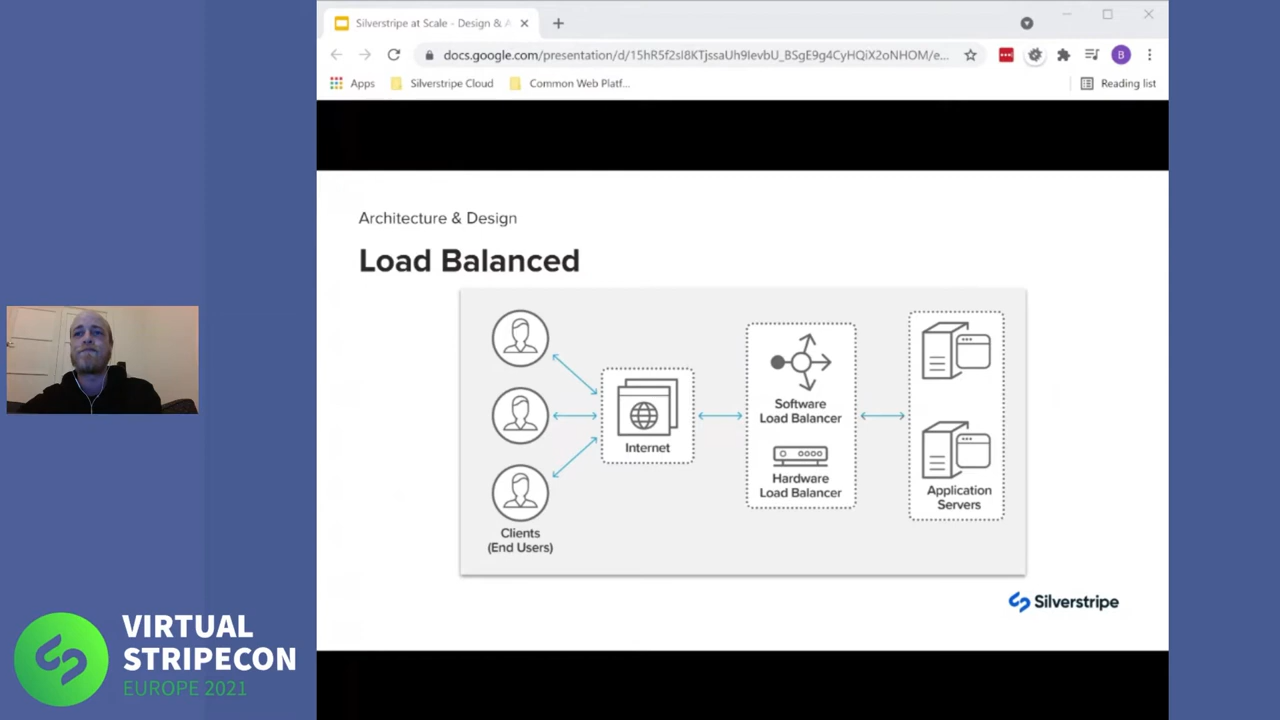 Silverstripe at Scale - Design & A
docs.google.com/presentation/d/15hR5f2sI8KTjssaUh9IevbU_BSgE9g4CyHQiX2oNHOM/e...
B
Apps
Silverstripe Cloud
Common Web Platf...
Reading list
Architecture & Design
Load Balanced
Internet
Clients
(End Users)
Software
Load Balancer
Hardware
Load Balancer
Application
Servers
Silverstripe
VIRTUAL
STRIPECON
EUROPE 2021